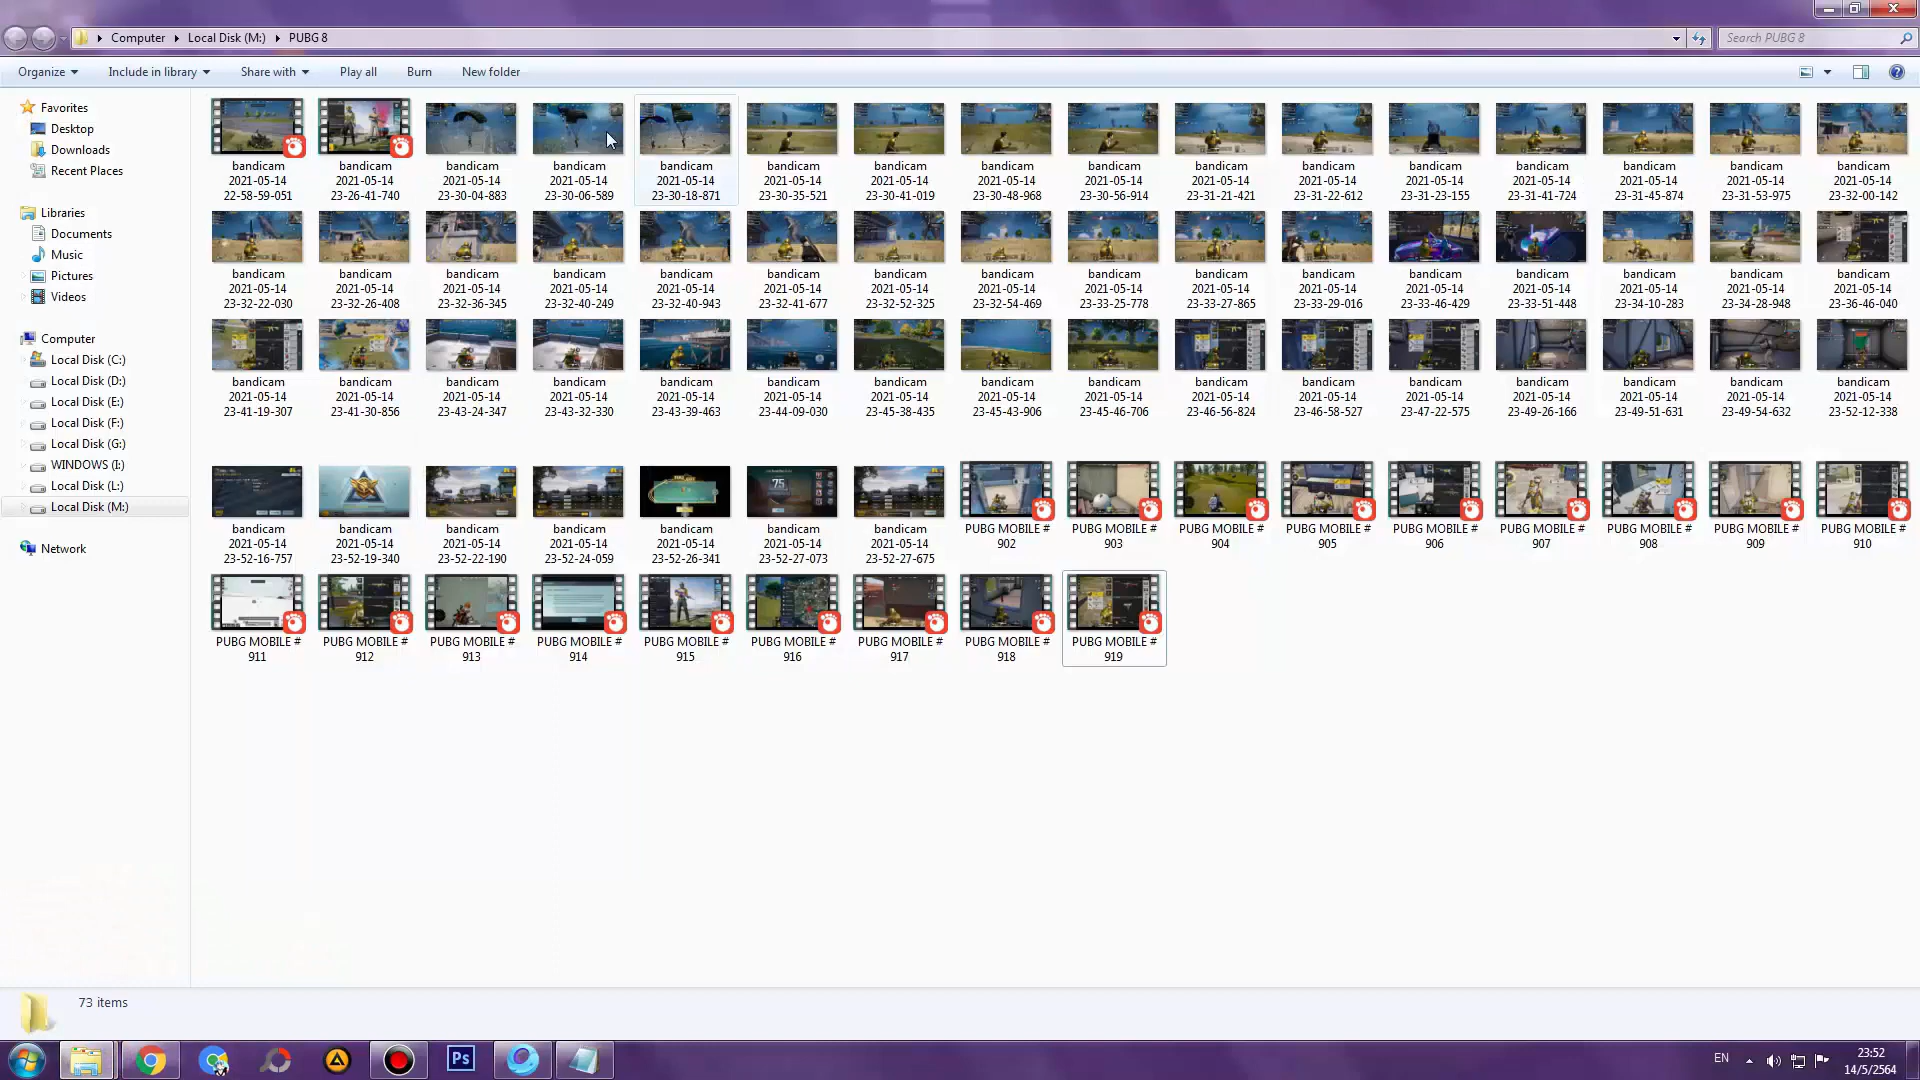 Computer Local Disk (M:) PUBG 8
Search PUBG 8
Organize Include in library Share with Play all Burn New folder
Favorites
Desktop
Downloads
Recent Places
Libraries
Documents
Music
Pictures
Videos
Computer
Local Disk (C:)
Local Disk (D:)
Local Disk (E:)
Local Disk (F:)
Local Disk (G:)
WINDOWS (I:)
Local Disk (L:)
Local Disk (M:)
Network
bandicam bandicam bandicam bandicam bandicam bandicam bandicam bandicam bandicam bandicam bandicam bandicam bandicam bandicam bandicam bandicam
2021-05-14 2021-05-14 2021-05-14 2021-05-14 2021-05-14 2021-05-14 2021-05-14 2021-05-14 2021-05-14 2021-05-14 2021-05-14 2021-05-14 2021-05-14 2021-05-14 2021-05-14 2021-05-14
22-58-59-051 23-26-41-740 23-30-04-883 23-30-06-589 23-30-18-871 23-30-35-521 23-30-41-019 23-30-48-968 23-30-56-914 23-31-21-421 23-31-22-612 23-31-23-155 23-31-41-724 23-31-45-874 23-31-53-975 23-32-00-142
bandicam bandicam bandicam bandicam bandicam bandicam bandicam bandicam bandicam bandicam bandicam bandicam bandicam bandicam bandicam bandicam
2021-05-14 2021-05-14 2021-05-14 2021-05-14 2021-05-14 2021-05-14 2021-05-14 2021-05-14 2021-05-14 2021-05-14 2021-05-14 2021-05-14 2021-05-14 2021-05-14 2021-05-14 2021-05-14
23-32-22-030 23-32-26-408 23-32-36-345 23-32-40-249 23-32-40-943 23-32-41-677 23-32-52-325 23-32-54-469 23-33-25-778 23-33-27-865 23-33-29-016 23-33-46-429 23-33-51-448 23-34-10-283 23-34-28-948 23-36-46-040
bandicam bandicam bandicam bandicam bandicam bandicam bandicam bandicam bandicam bandicam bandicam bandicam bandicam bandicam bandicam bandicam
2021-05-14 2021-05-14 2021-05-14 2021-05-14 2021-05-14 2021-05-14 2021-05-14 2021-05-14 2021-05-14 2021-05-14 2021-05-14 2021-05-14 2021-05-14 2021-05-14 2021-05-14 2021-05-14
23-41-19-307 23-41-30-856 23-43-24-347 23-43-32-330 23-43-39-463 23-44-09-030 23-45-38-435 23-45-43-906 23-45-46-706 23-46-56-824 23-46-58-527 23-47-22-575 23-49-26-166 23-49-51-631 23-49-54-632 23-52-12-338
75
bandicam bandicam bandicam bandicam bandicam bandicam bandicam PUBG MOBILE # PUBG MOBILE # PUBG MOBILE # PUBG MOBILE # PUBG MOBILE # PUBG MOBILE # PUBG MOBILE # PUBG MOBILE # PUBG MOBILE #
2021-05-14 2021-05-14 2021-05-14 2021-05-14 2021-05-14 2021-05-14 2021-05-14 902 903 904 905 906 907 908 909 910
23-52-16-757 23-52-19-340 23-52-22-190 23-52-24-059 23-52-26-341 23-52-27-073 23-52-27-675
PUBG MOBILE # PUBG MOBILE # PUBG MOBILE # PUBG MOBILE # PUBG MOBILE # PUBG MOBILE # PUBG MOBILE # PUBG MOBILE # PUBG MOBILE #
911 912 913 914 915 916 917 918 919
73 items
Ps
EN
23:52
14/5/2564